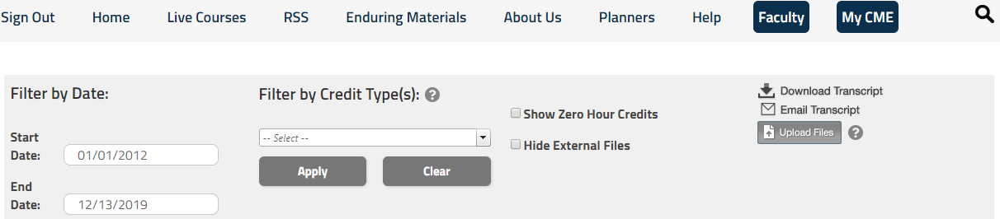 Sign Out Home Live Courses RSS Enduring Materials About Us Planners Help Faculty My CME
Filter by Date:
Start
Date: 01/01/2012
End
Date: 12/13/2019
Filter by Credit Type(s): ?
-- Select --
Apply Clear
Show Zero Hour Credits
Hide External Files
Download Transcript
Email Transcript
Upload Files ?